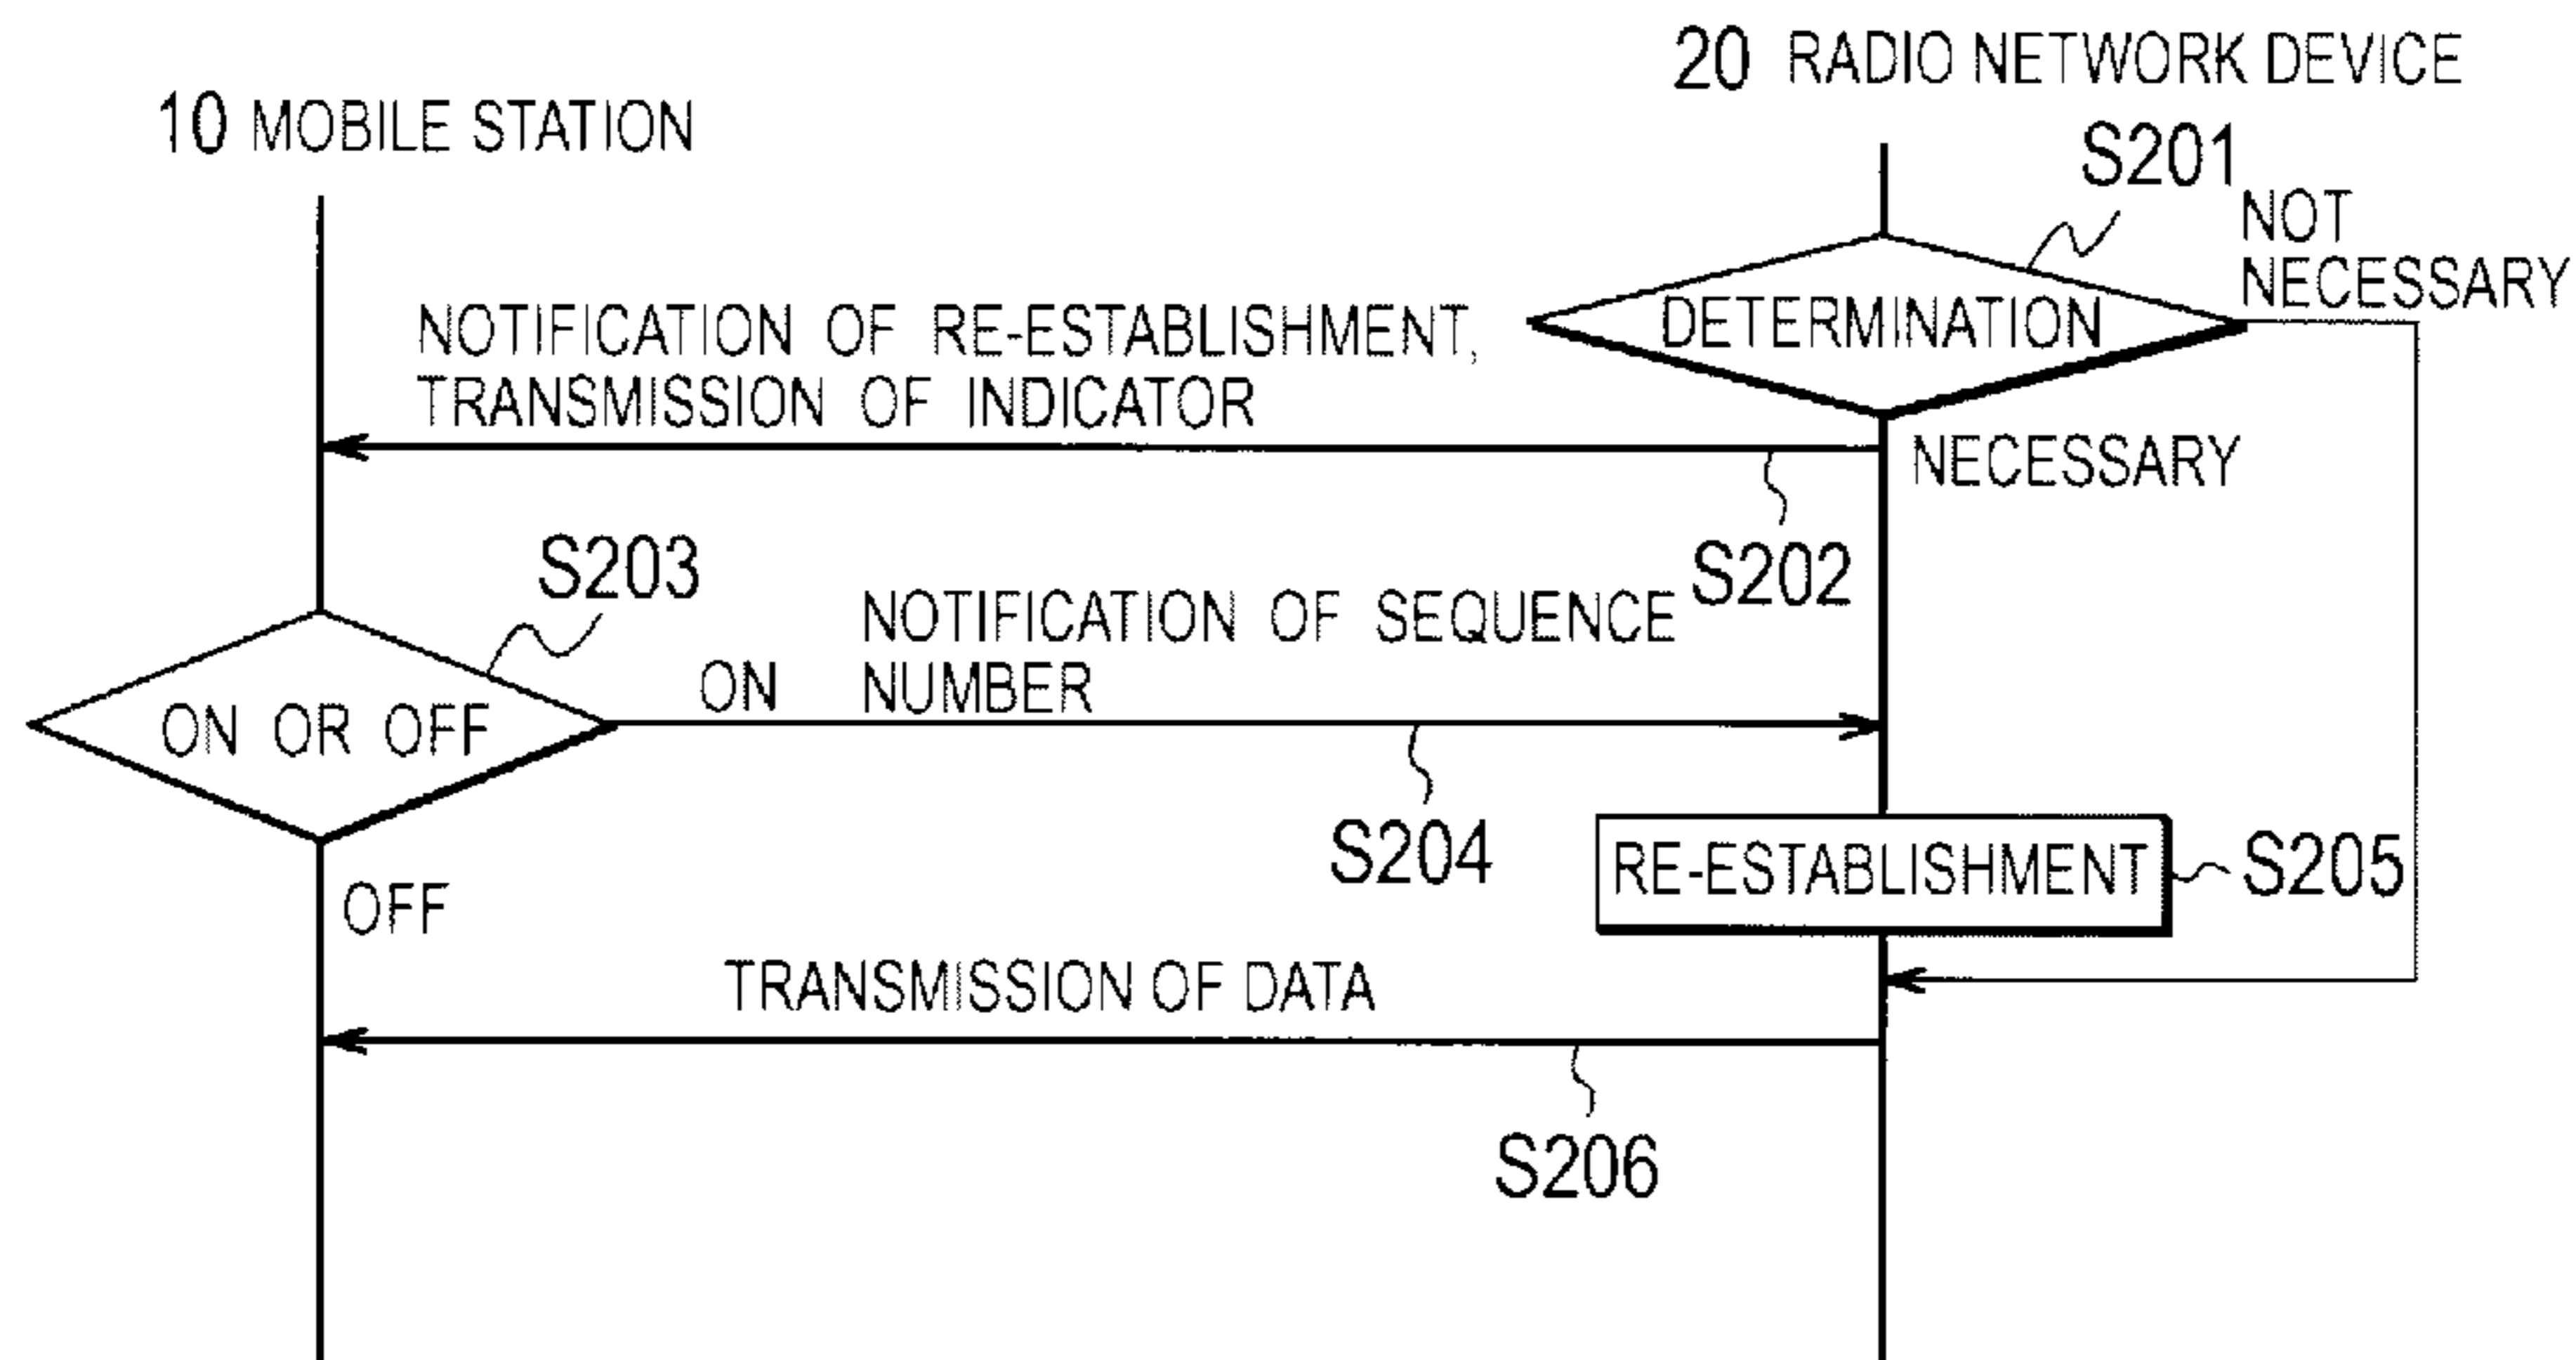 20 RADIO NETWORK DEVICE
10 MOBILE STATION
S201
NOT
NECESSARY
DETERMINATION
NOTIFICATION OF RE-ESTABLISHMENT,
TRANSMISSION OF INDICATOR
NECESSARY
S202
S203
NOTIFICATION OF SEQUENCE
ON NUMBER
ON OR OFF
S204
RE-ESTABLISHMENT
S205
OFF
TRANSMISSION OF DATA
S206